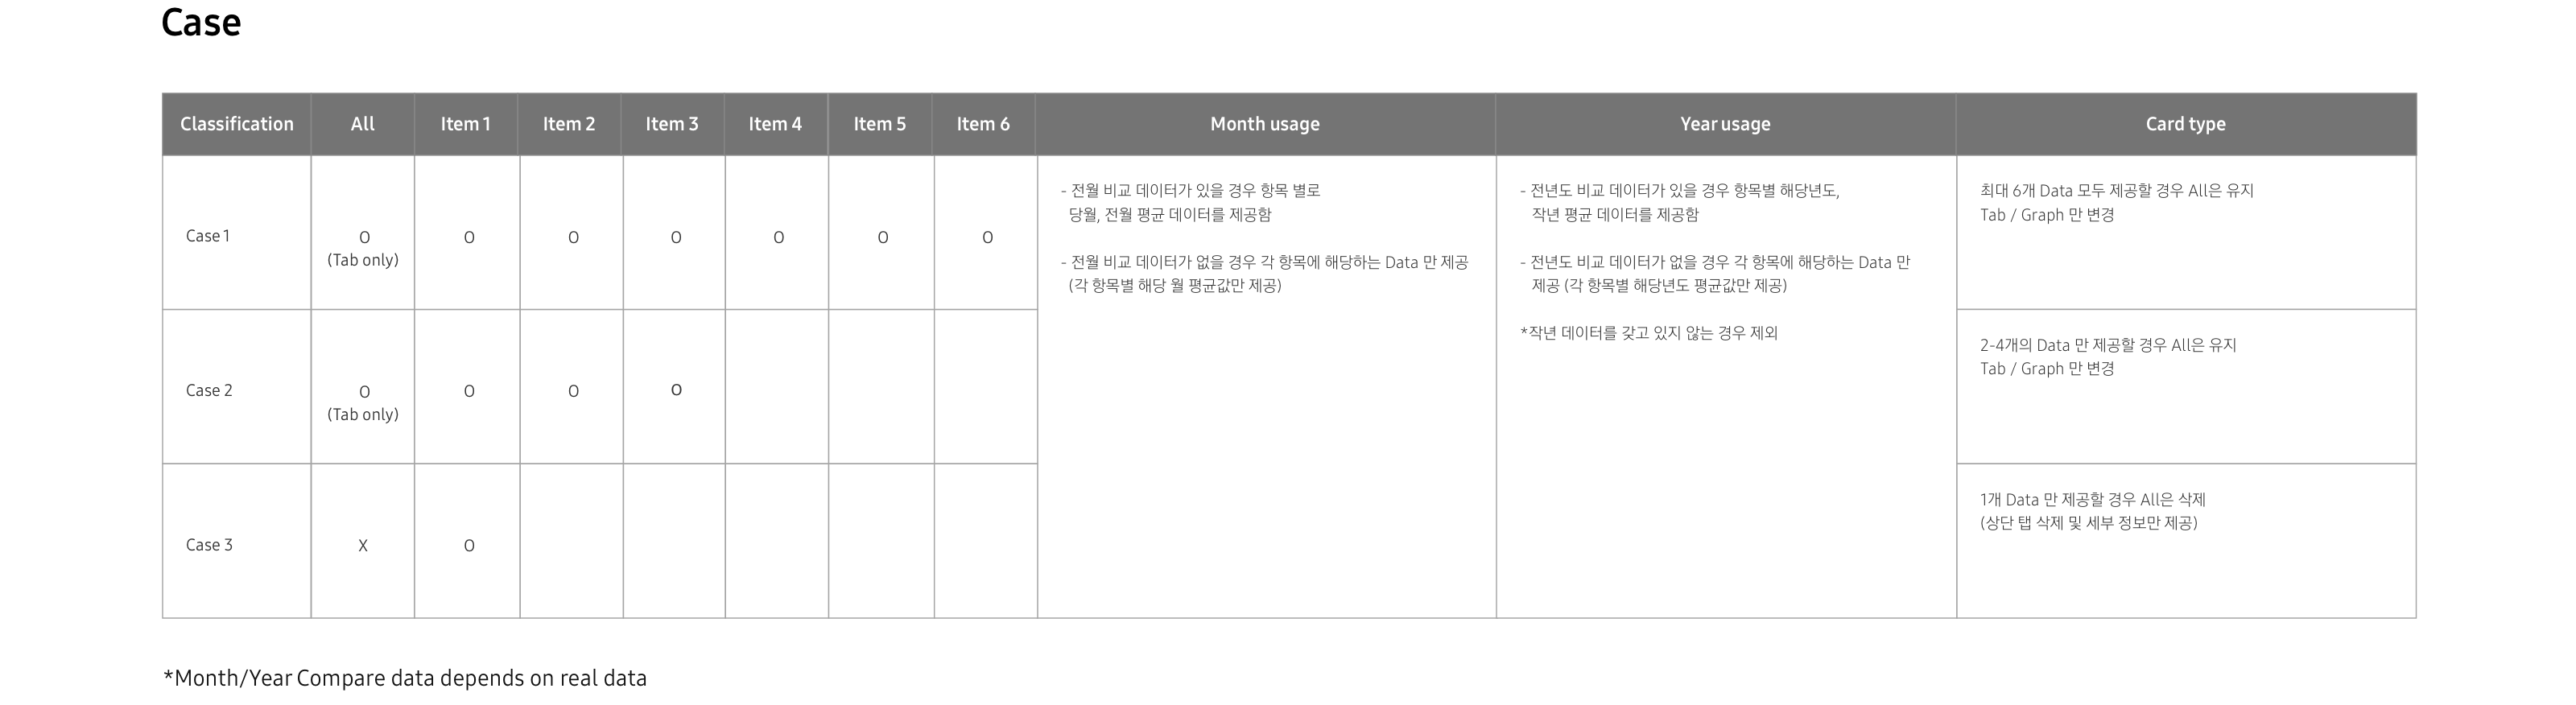 Case
Classification All Item 1 Item 2 Item 3 Item 4 Item 5 Item 6 Month usage Year usage Card type
Case 1
O
(Tab only)
O O O O O O
- 전월 비교 데이터가 있을 경우 항목 별로
당월, 전월 평균 데이터를 제공함
- 전월 비교 데이터가 없을 경우 각 항목에 해당하는 Data 만 제공
(각 항목별 해당 월 평균값만 제공)
- 전년도 비교 데이터가 있을 경우 항목별 해당년도,
작년 평균 데이터를 제공함
- 전년도 비교 데이터가 없을 경우 각 항목에 해당하는 Data 만
제공 (각 항목별 해당년도 평균값만 제공)
*작년 데이터를 갖고 있지 않는 경우 제외
최대 6개 Data 모두 제공할 경우 All은 유지
Tab / Graph 만 변경
Case 2
O
(Tab only)
O O O
2-4개의 Data 만 제공할 경우 All은 유지
Tab / Graph 만 변경
Case 3
X O
1개 Data 만 제공할 경우 All은 삭제
(상단 탭 삭제 및 세부 정보만 제공)
*Month/Year Compare data depends on real data